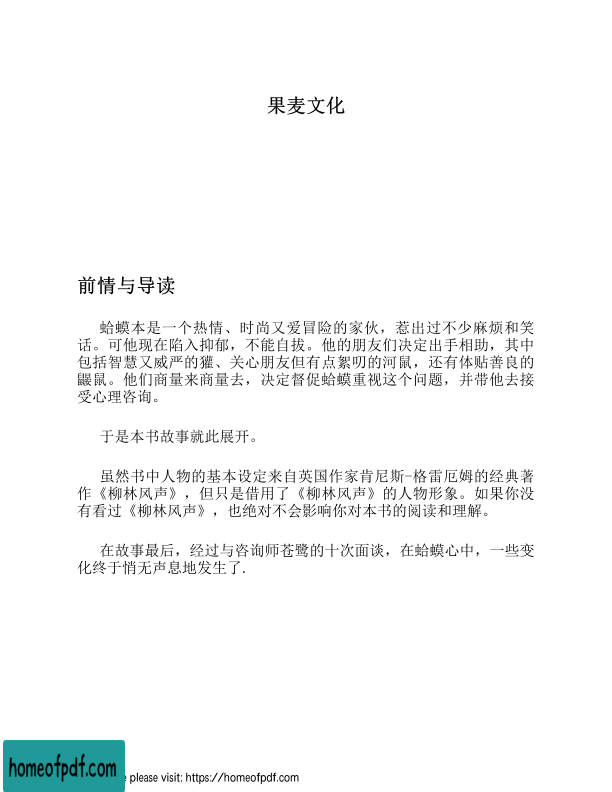 果麦文化
前情与导读
蛤蟆本是一个热情、时尚又爱冒险的家伙，惹出过不少麻烦和笑
话。可他现在陷入抑郁，不能自拔。他的朋友们决定出手相助，其中
包括智慧又威严的獾、关心朋友但有点絮叨的河鼠，还有体贴善良的
鼹鼠。他们商量来商量去，决定督促蛤蟆重视这个问题，并带他去接
受心理咨询。
于是本书故事就此展开。
虽然书中人物的基本设定来自英国作家肯尼斯-格雷厄姆的经典著
作《柳林风声》，但只是借用了《柳林风声》的人物形象。如果你没
有看过《柳林风声》，也绝对不会影响你对本书的阅读和理解。
在故事最后，经过与咨询师苍鹭的十次面谈，在蛤蟆心中，一些变
化终于悄无声息地发生了.
homeofpdf.com
please visit: https://homeofpdf.com